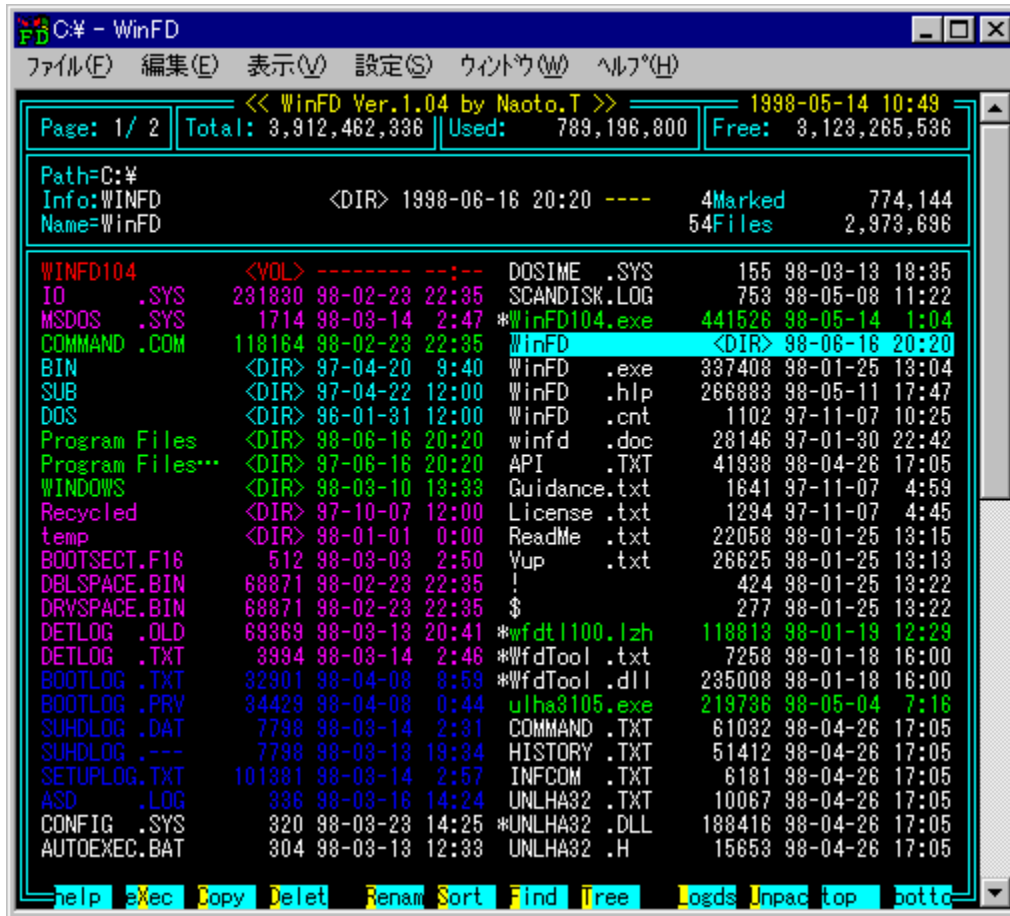 C:¥ - WinFD
ファイル(F) 編集(E) 表示(V) 設定(S) ウィンドウ(W) ヘルプ(H)
<< WinFD Ver.1.04 by Naoto.T >> 1998-05-14 10:49
Page: 1/ 2 Total: 3,912,462,336 Used: 789,196,800 Free: 3,123,265,536
Path=C:¥
Info:WINFD <DIR> 1998-06-16 20:20 ---- 4Marked 774,144
Name=WinFD 54Files 2,973,696
WINFD104 <VOL> -------- --:-- DOSIME .SYS 155 98-03-13 18:35
IO .SYS 231830 98-02-23 22:35 SCANDISK.LOG 753 98-05-08 11:22
MSDOS .SYS 1714 98-03-14 2:47 *WinFD104.exe 441526 98-05-14 1:04
COMMAND .COM 118164 98-02-23 22:35 WinFD <DIR> 98-06-16 20:20
BIN <DIR> 97-04-20 9:40 WinFD .exe 337408 98-01-25 13:04
SUB <DIR> 97-04-22 12:00 WinFD .hlp 266883 98-05-11 17:47
DOS <DIR> 96-01-31 12:00 WinFD .cnt 1102 97-11-07 10:25
Program Files <DIR> 98-06-16 20:20 winfd .doc 28146 97-01-30 22:42
Program Files… <DIR> 97-06-16 20:20 API .TXT 41938 98-04-26 17:05
WINDOWS <DIR> 98-03-10 13:33 Guidance.txt 1641 97-11-07 4:59
Recycled <DIR> 97-10-07 12:00 License .txt 1294 97-11-07 4:45
temp <DIR> 98-01-01 0:00 ReadMe .txt 22058 98-01-25 13:15
BOOTSECT.F16 512 98-03-03 2:50 Yup .txt 26625 98-01-25 13:13
DBLSPACE.BIN 68871 98-02-23 22:35 ! 424 98-01-25 13:22
DRVSPACE.BIN 68871 98-02-23 22:35 $ 277 98-01-25 13:22
DETLOG .OLD 69369 98-03-13 20:41 *wfdtl100.lzh 118813 98-01-19 12:29
DETLOG .TXT 3994 98-03-14 2:46 *WfdTool .txt 7258 98-01-18 16:00
BOOTLOG .TXT 32901 98-04-08 8:59 *WfdTool .dll 235008 98-01-18 16:00
BOOTLOG .PRV 34429 98-04-08 0:44 ulha3105.exe 219736 98-05-04 7:16
SUHDLOG .DAT 7798 98-03-14 2:31 COMMAND .TXT 61032 98-04-26 17:05
SUHDLOG .--- 7798 98-03-13 19:34 HISTORY .TXT 51412 98-04-26 17:05
SETUPLOG.TXT 101381 98-03-14 2:57 INFCOM .TXT 6181 98-04-26 17:05
ASD .LOG 336 98-03-16 14:24 UNLHA32 .TXT 10067 98-04-26 17:05
CONFIG .SYS 320 98-03-23 14:25 *UNLHA32 .DLL 188416 98-04-26 17:05
AUTOEXEC.BAT 304 98-03-13 12:33 UNLHA32 .H 15653 98-04-26 17:05
help eXec Copy Delet Renam Sort Find Tree Logds Unpac top botto